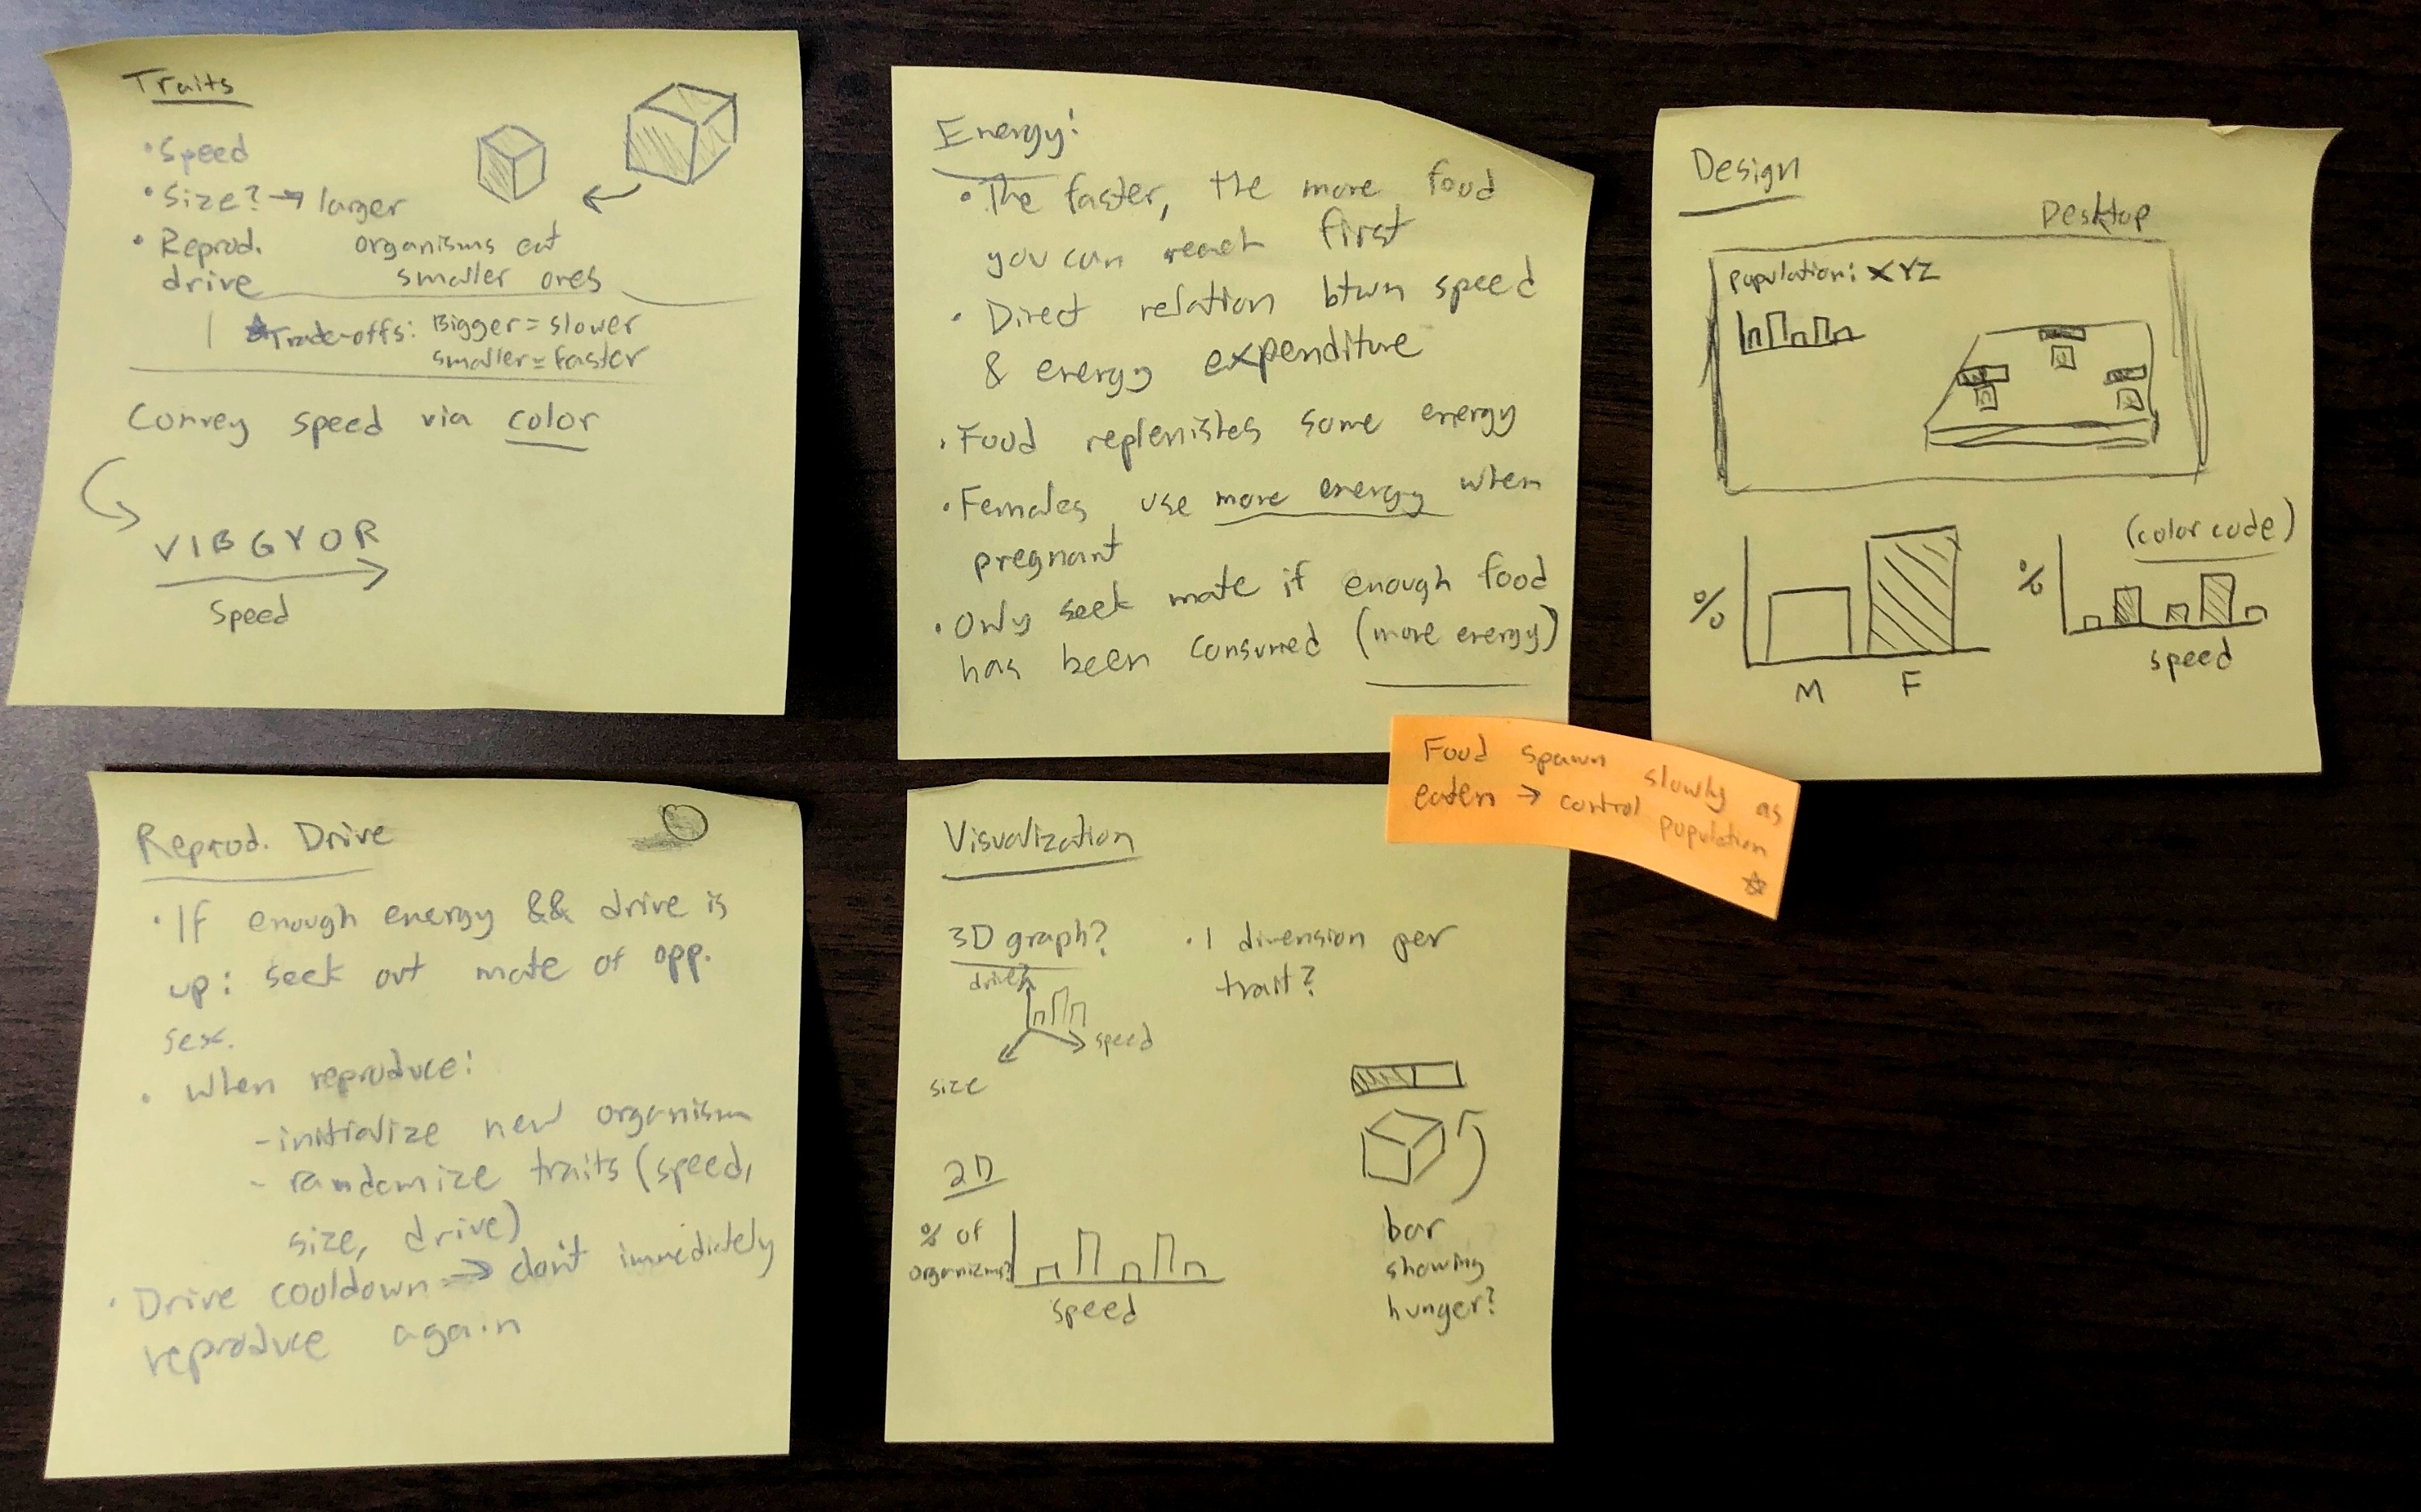 Traits
• Speed
• Size? → larger
organisms eat
smaller ones
• Reprod.
drive
☆Trade-offs: Bigger = slower
smaller = faster
Convey speed via color
VIBGYOR
Speed
Energy:
• The faster, the more food
you can reach first
• Direct relation btwn speed
& energy expenditure
• Food replenishes some energy
• Females use more energy when
pregnant
• Only seek mate if enough food
has been consumed (more energy)
Design
Desktop
Population: XYZ
%
M F
(color code)
%
speed
Food spawn slowly as
eaten → control population
☆
Reprod. Drive
• If enough energy && drive is
up: seek out mate of opp.
sex.
• When reproduce:
- initialize new organism
- randomize traits (speed,
size, drive)
• Drive cooldown → don't immediately
reproduce again
Visualization
3D graph?
• 1 dimension per
trait?
drive?
speed
size
2D
% of
organisms?
speed
bar
showing
hunger?